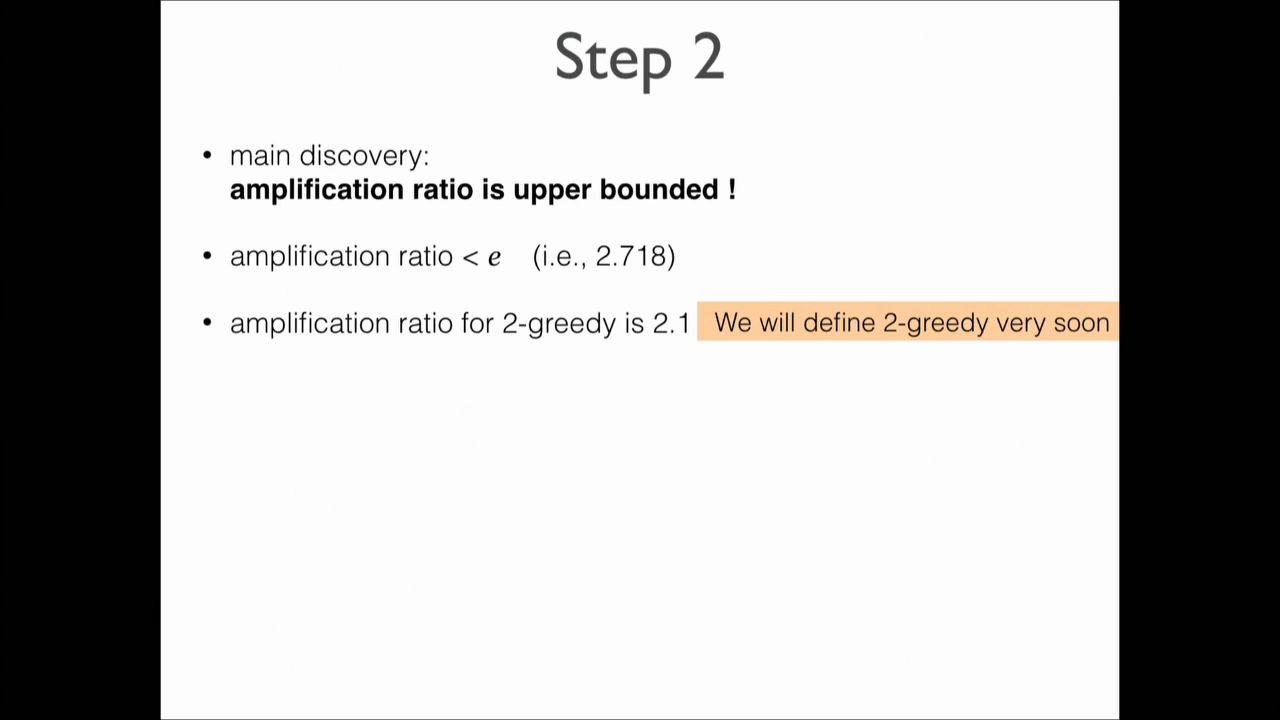 Step 2
• main discovery:
amplification ratio is upper bounded !
• amplification ratio < e (i.e., 2.718)
• amplification ratio for 2-greedy is 2.1 We will define 2-greedy very soon